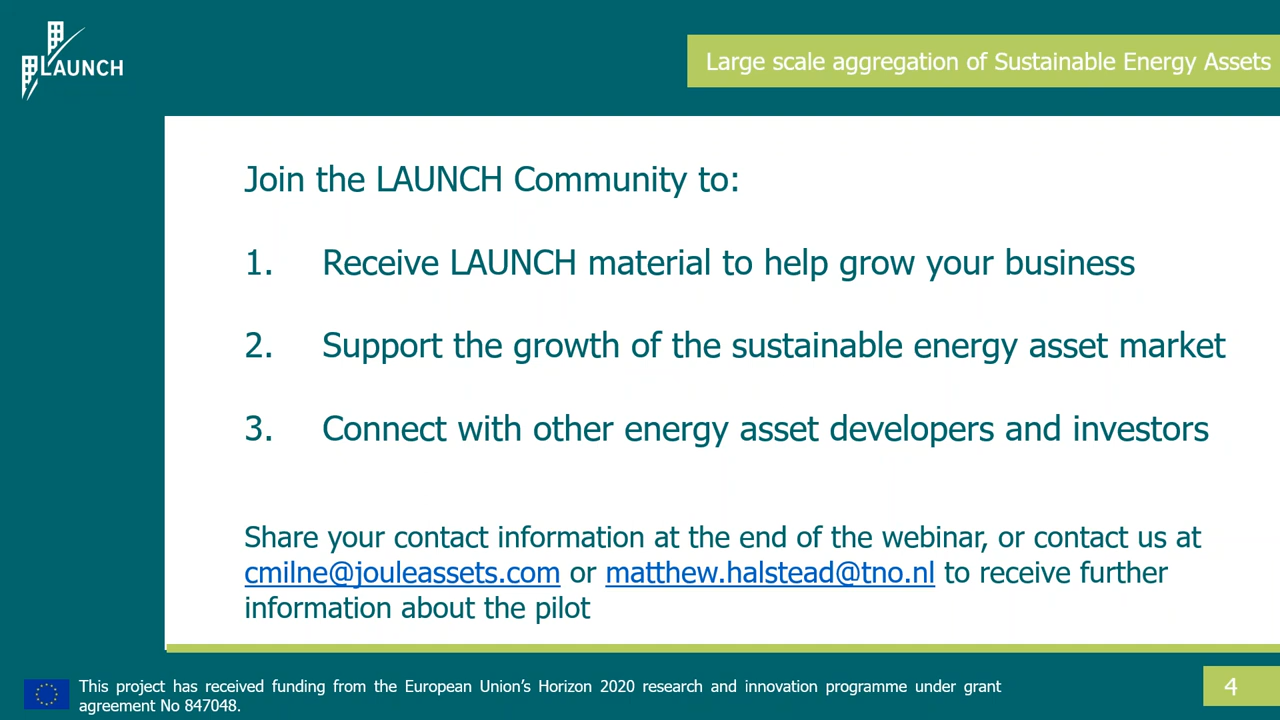 LAUNCH
Large scale aggregation of Sustainable Energy Assets
Join the LAUNCH Community to:
1. Receive LAUNCH material to help grow your business
2. Support the growth of the sustainable energy asset market
3. Connect with other energy asset developers and investors
Share your contact information at the end of the webinar, or contact us at
cmilne@jouleassets.com or matthew.halstead@tno.nl to receive further
information about the pilot
This project has received funding from the European Union’s Horizon 2020 research and innovation programme under grant
agreement No 847048.
4